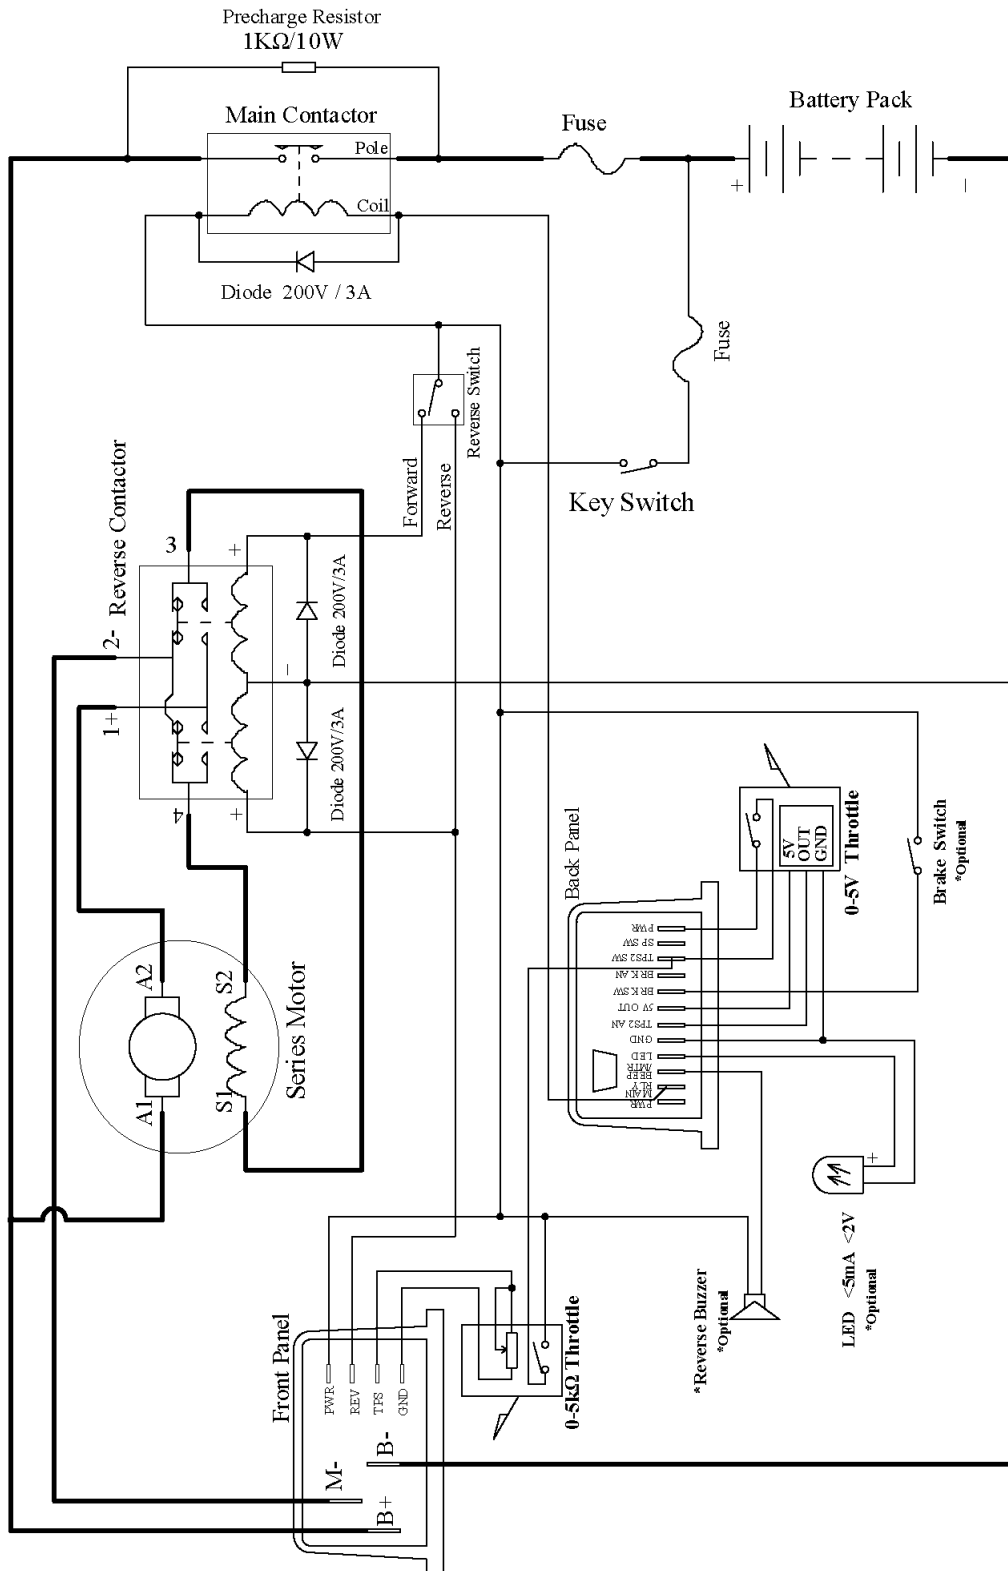 Precharge Resistor
1KΩ/10W
Main Contactor
Pole
Coil
Diode 200V / 3A
Fuse
Battery Pack
+
−
Fuse
Reverse Switch
Forward
Reverse
Key Switch
Reverse Contactor
3
2-
1+
4
+
−
+
Diode 200V/3A
Diode 200V/3A
Series Motor
A2
S2
A1
S1
Back Panel
PWR
SP SW
TPS2 SW
BRK AN
BRK SW
5V OUT
TPS2 AN
GND
LED
/MTR
BEEP
RLY
MAIN
PWR
5V
OUT
GND
0-5V Throttle
Brake Switch
*Optional
+
LED <5mA <2V
*Optional
*Reverse Buzzer
*Optional
Front Panel
PWR
REV
TPS
GND
0-5kΩ Throttle
M-
B-
B+